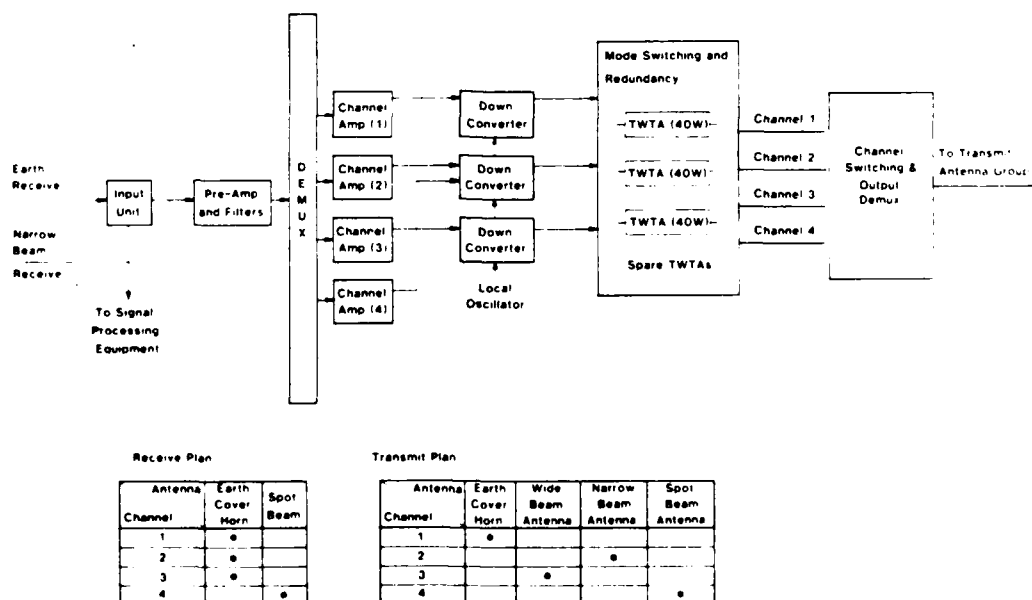 Mode Switching and
Redundancy
Channel
Amp (1)
Down
Converter
TWTA (40W)
Channel 1
Earth
Receive
Input
Unit
Pre-Amp
and Filters
DEMUX
Channel
Amp (2)
Down
Converter
TWTA (40W)
Channel 2
Channel
Switching &
Output
Demux
To Transmit
Antenna Group
Narrow
Beam
Receive
Channel
Amp (3)
Down
Converter
TWTA (40W)
Channel 3
Channel 4
Spare TWTAs
Channel
Amp (4)
Local
Oscillator
To Signal
Processing
Equipment
Receive Plan
Antenna
Channel
Earth
Cover
Horn
Spot
Beam
1 •
2 •
3 •
4 •
Transmit Plan
Antenna
Channel
Earth
Cover
Horn
Wide
Beam
Antenna
Narrow
Beam
Antenna
Spot
Beam
Antenna
1 •
2 •
3 •
4 •